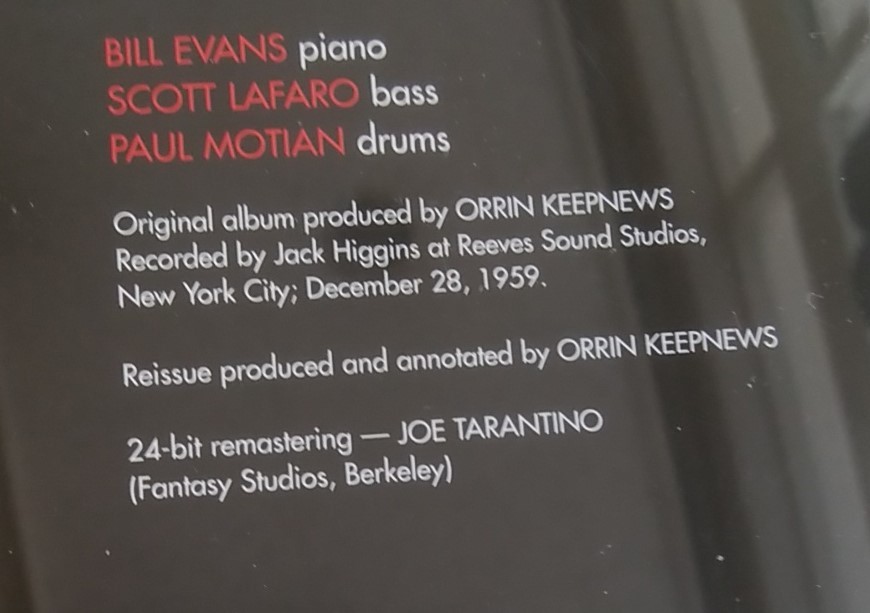 BILL EVANS piano
SCOTT LAFARO bass
PAUL MOTIAN drums
Original album produced by ORRIN KEEPNEWS
Recorded by Jack Higgins at Reeves Sound Studios,
New York City; December 28, 1959.
Reissue produced and annotated by ORRIN KEEPNEWS
24-bit remastering — JOE TARANTINO
(Fantasy Studios, Berkeley)